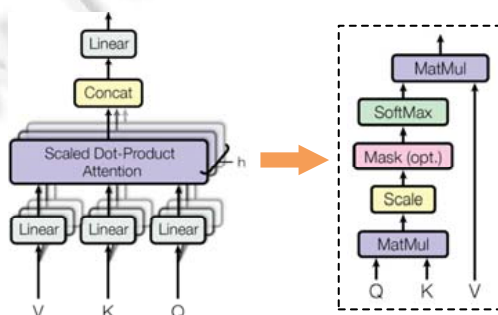 Linear
Concat
Scaled Dot-Product
Attention
h
Linear
Linear
Linear
V
K
Q
MatMul
SoftMax
Mask (opt.)
Scale
MatMul
Q
K
V